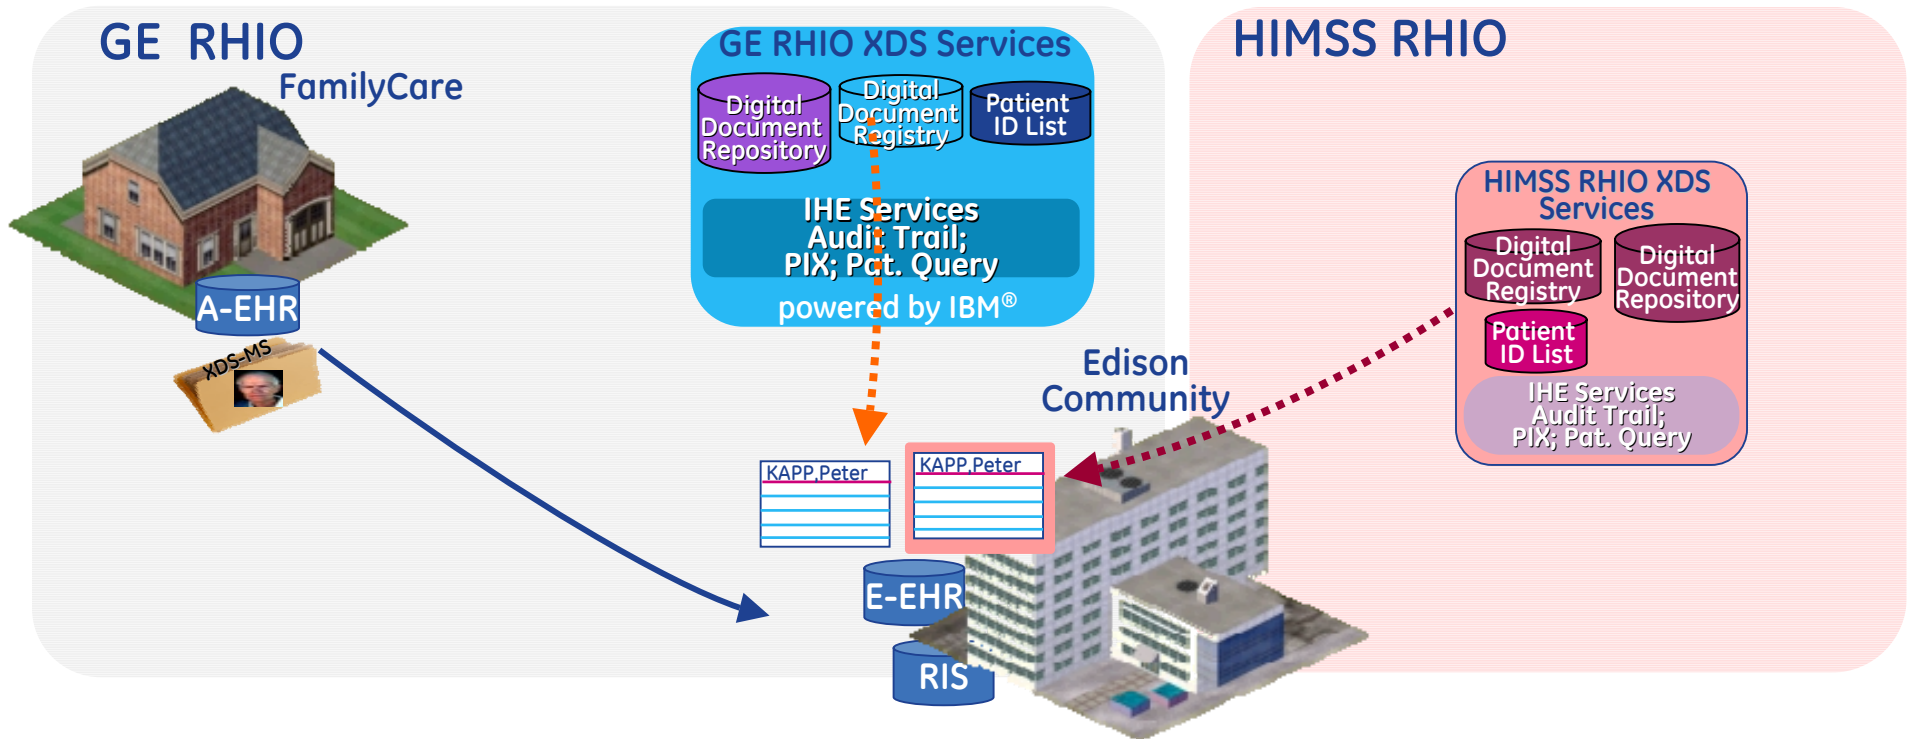 GE RHIO
FamilyCare
A-EHR
XDS-MS
GE RHIO XDS Services
Digital
Document
Repository
Digital
Document
Registry
Patient
ID List
IHE Services
Audit Trail;
PIX; Pat. Query
powered by IBM®
HIMSS RHIO
HIMSS RHIO XDS
Services
Digital
Document
Registry
Digital
Document
Repository
Patient
ID List
IHE Services
Audit Trail;
PIX; Pat. Query
Edison
Community
KAPP,Peter
KAPP,Peter
E-EHR
RIS